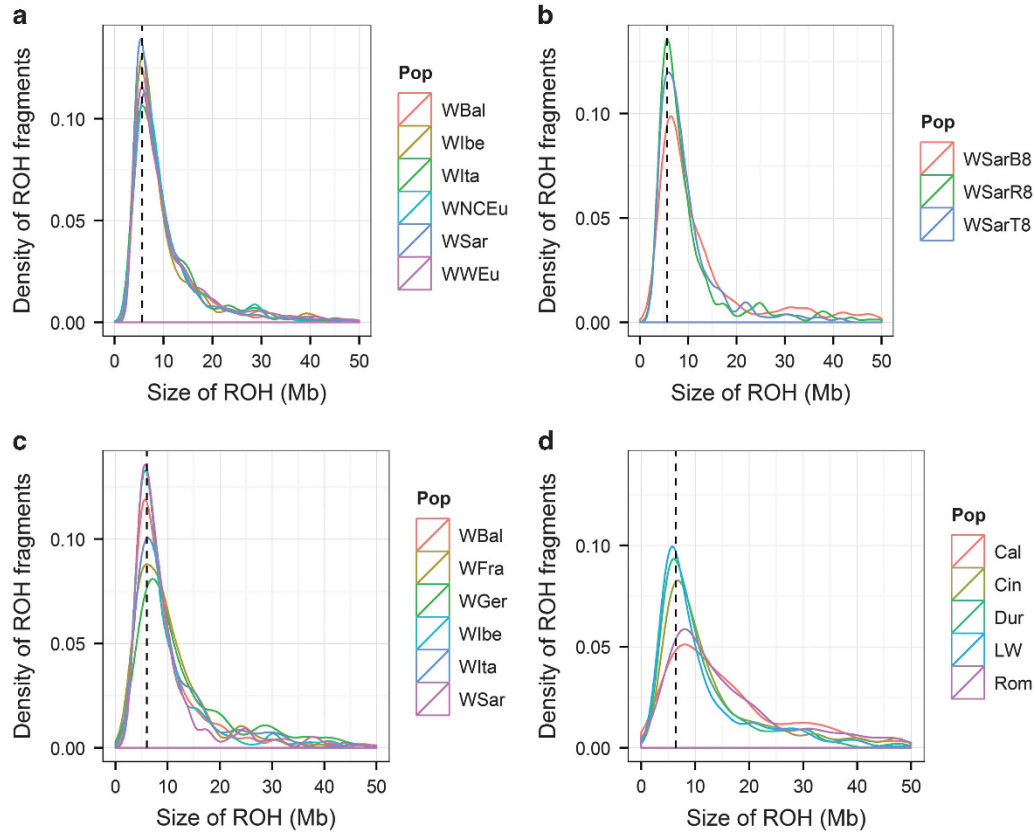 a
Density of ROH fragments
0.10
0.05
0.00
0 10 20 30 40 50
Size of ROH (Mb)
Pop
WBal
WIbe
WIta
WNCEu
WSar
WWEu
b
Density of ROH fragments
0.10
0.05
0.00
0 10 20 30 40 50
Size of ROH (Mb)
Pop
WSarB8
WSarR8
WSarT8
c
Density of ROH fragments
0.10
0.05
0.00
0 10 20 30 40 50
Size of ROH (Mb)
Pop
WBal
WFra
WGer
WIbe
WIta
WSar
d
Density of ROH fragments
0.10
0.05
0.00
0 10 20 30 40 50
Size of ROH (Mb)
Pop
Cal
Cin
Dur
LW
Rom